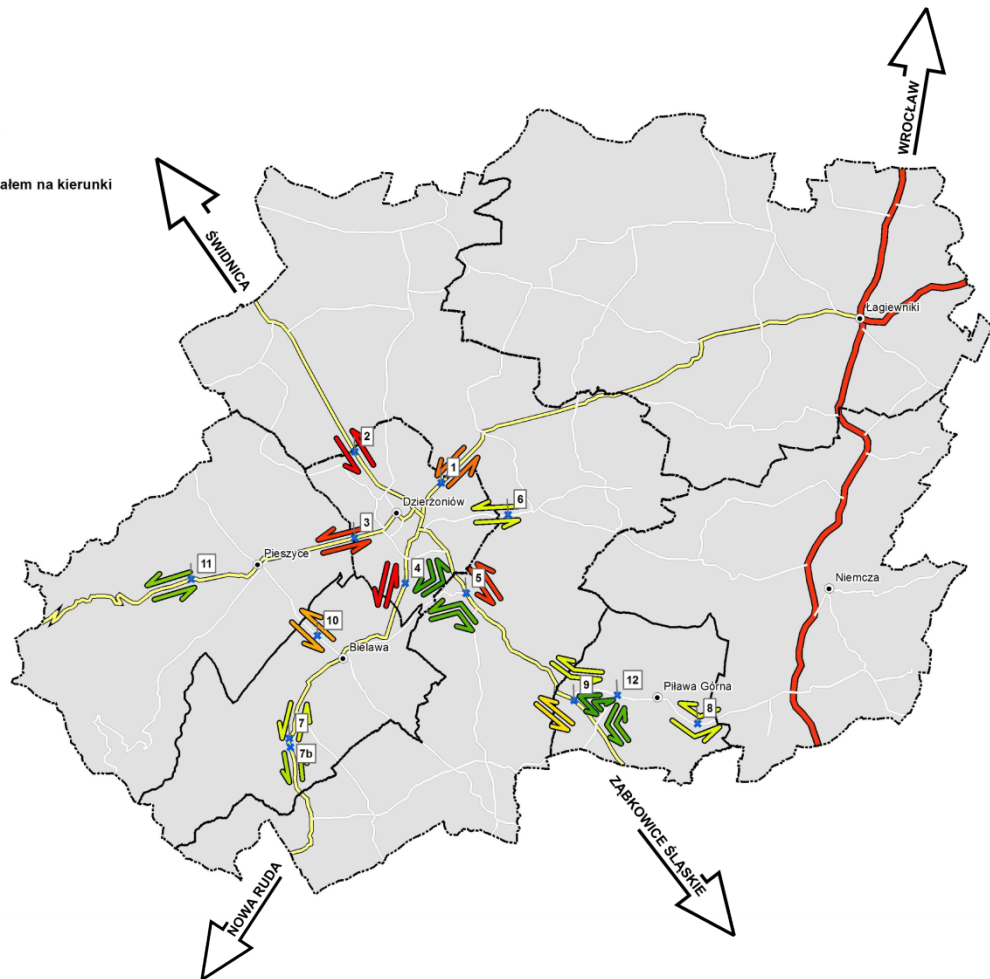 WROCŁAW
ałem na kierunki
ŚWIDNICA
Łagiewniki
2
1
Dzierżoniów
6
3
Pieszyce
11
4
5
Niemcza
10
Bielawa
9
12
Piława Górna
8
7
7b
ZĄBKOWICE ŚLĄSKIE
NOWA RUDA